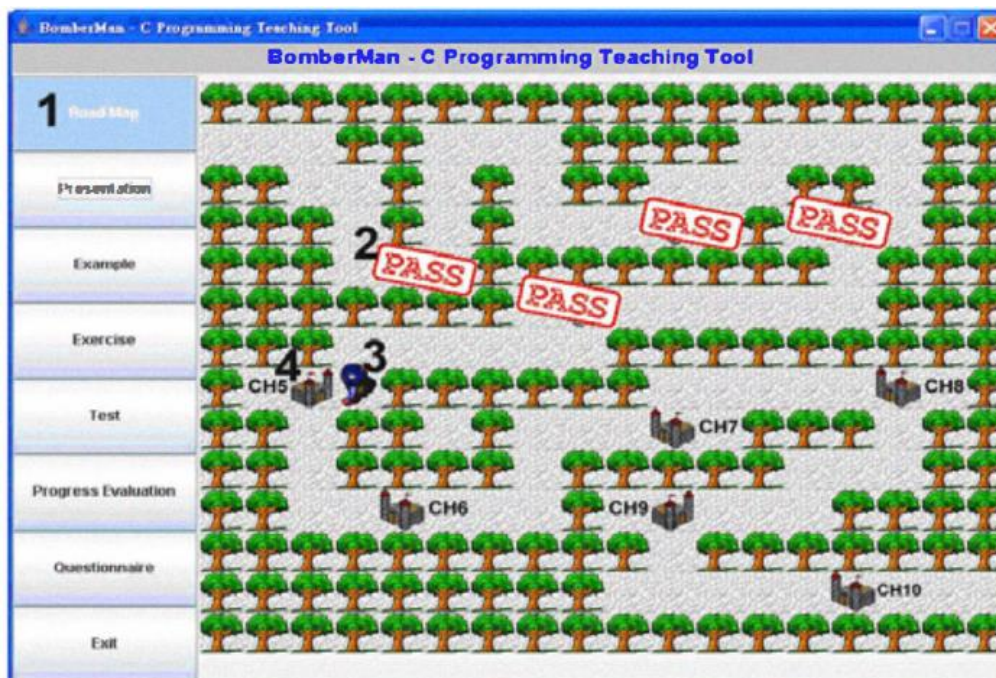 BomberMan - C Programming Teaching Tool
BomberMan - C Programming Teaching Tool
1 Road Map
Presentation
Example
Exercise
Test
Progress Evaluation
Questionnaire
Exit
PASS
PASS
2
PASS
PASS
3
4
CH5
CH8
CH7
CH6
CH9
CH10